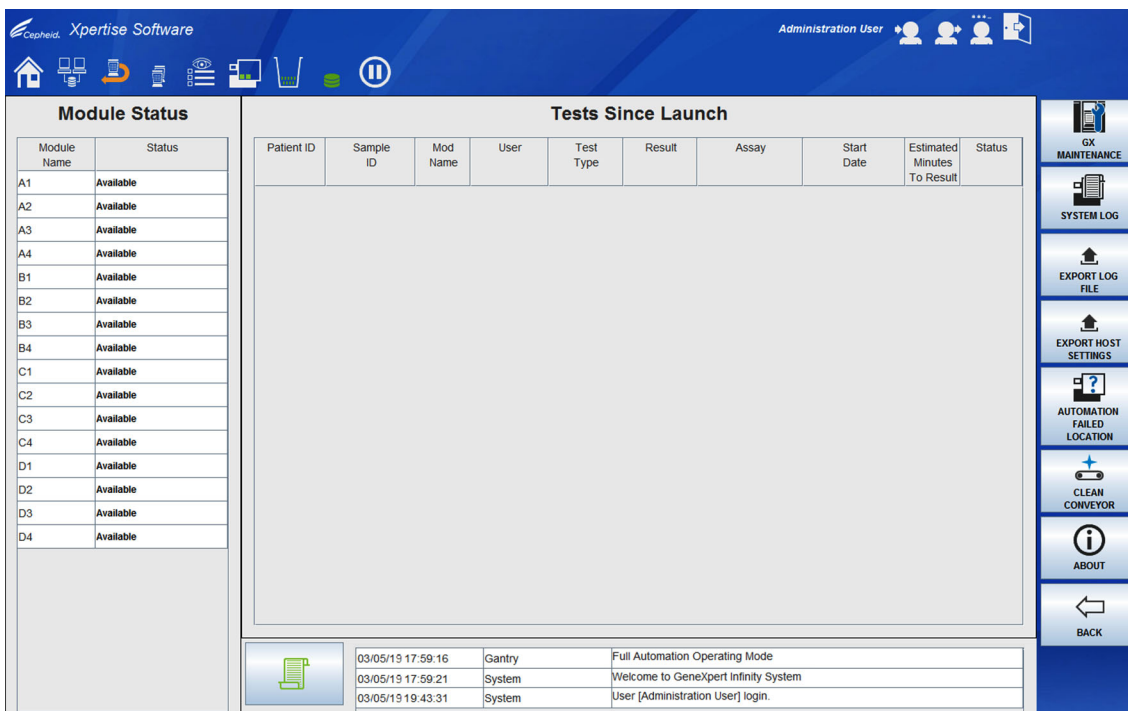 Cepheid. Xpertise Software
Administration User
Module Status
Module Name
Status
A1 Available
A2 Available
A3 Available
A4 Available
B1 Available
B2 Available
B3 Available
B4 Available
C1 Available
C2 Available
C3 Available
C4 Available
D1 Available
D2 Available
D3 Available
D4 Available
Tests Since Launch
Patient ID
Sample
ID
Mod
Name
User
Test
Type
Result
Assay
Start
Date
Estimated
Minutes
To Result
Status
03/05/19 17:59:16 Gantry Full Automation Operating Mode
03/05/19 17:59:21 System Welcome to GeneXpert Infinity System
03/05/19 19:43:31 System User [Administration User] login.
GX
MAINTENANCE
SYSTEM LOG
EXPORT LOG
FILE
EXPORT HOST
SETTINGS
AUTOMATION
FAILED
LOCATION
CLEAN
CONVEYOR
ABOUT
BACK